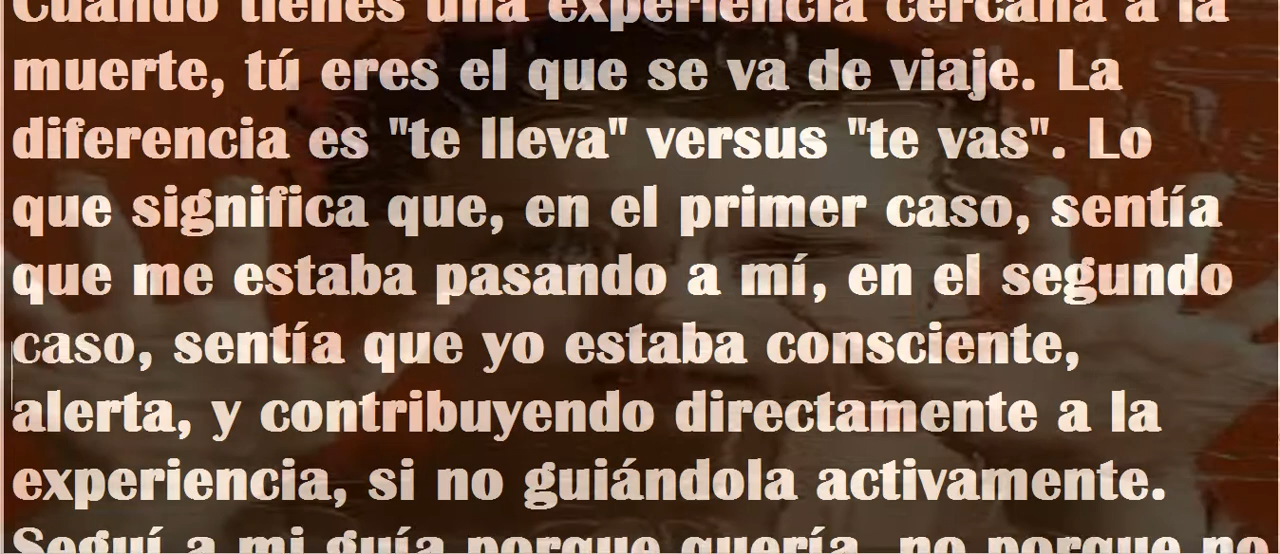 Cuando tienes una experiencia cercana a la
muerte, tú eres el que se va de viaje. La
diferencia es "te lleva" versus "te vas". Lo
que significa que, en el primer caso, sentía
que me estaba pasando a mí, en el segundo
caso, sentía que yo estaba consciente,
alerta, y contribuyendo directamente a la
experiencia, si no guiándola activamente.
Seguí a mi guía porque quería, no porque no